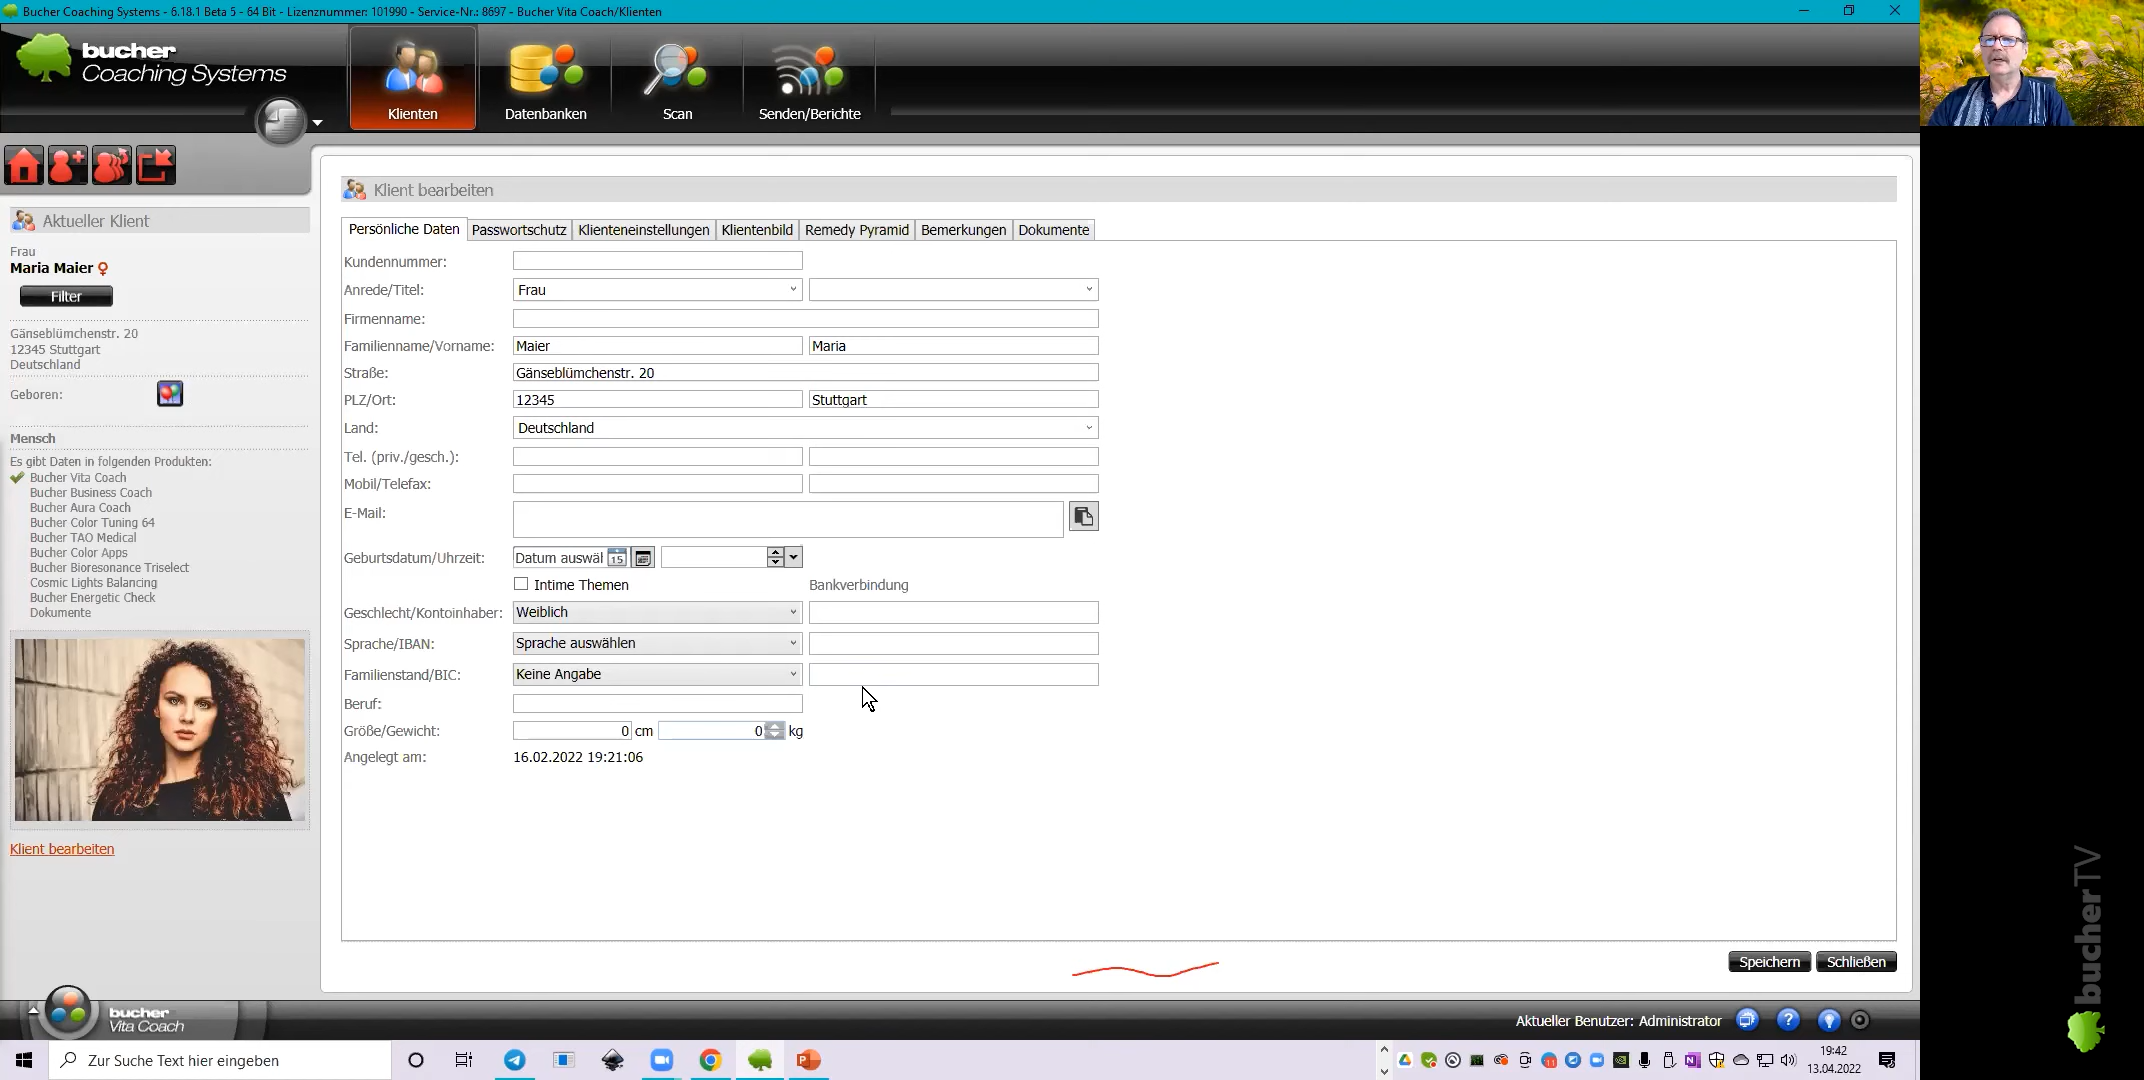 Bucher Coaching Systems - 6.18.1 Beta 5 - 64 Bit - Lizenznummer: 101990 - Service-Nr.: 8697 - Bucher Vita Coach/Klienten
bucher
Coaching Systems
Klienten
Datenbanken
Scan
Senden/Berichte
Aktueller Klient
Frau
Maria Maier
Filter
Gänseblümchenstr. 20
12345 Stuttgart
Deutschland
Geboren:
Mensch
Es gibt Daten in folgenden Produkten:
Bucher Vita Coach
Bucher Business Coach
Bucher Aura Coach
Bucher Color Tuning 64
Bucher TAO Medical
Bucher Color Apps
Bucher Bioresonance Triselect
Cosmic Lights Balancing
Bucher Energetic Check
Dokumente
Klient bearbeiten
Klient bearbeiten
Persönliche Daten Passwortschutz Klienteneinstellungen Klientenbild Remedy Pyramid Bemerkungen Dokumente
Kundennummer:
Anrede/Titel: Frau
Firmenname:
Familienname/Vorname: Maier Maria
Straße: Gänseblümchenstr. 20
PLZ/Ort: 12345 Stuttgart
Land: Deutschland
Tel. (priv./gesch.):
Mobil/Telefax:
E-Mail:
Geburtsdatum/Uhrzeit: Datum auswäl 15
Intime Themen Bankverbindung
Geschlecht/Kontoinhaber: Weiblich
Sprache/IBAN: Sprache auswählen
Familienstand/BIC: Keine Angabe
Beruf:
Größe/Gewicht: 0 cm 0 kg
Angelegt am: 16.02.2022 19:21:06
Speichern Schließen
bucher
Vita Coach
Aktueller Benutzer: Administrator
Zur Suche Text hier eingeben
19:42
13.04.2022
bucherTV